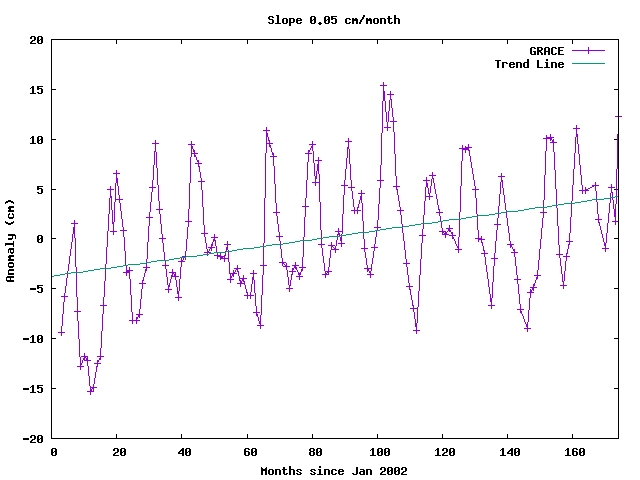 Slope 0.05 cm/month
GRACE
Trend Line
20
15
10
5
0
-5
-10
-15
-20
Anomaly (cm)
0 20 40 60 80 100 120 140 160
Months since Jan 2002